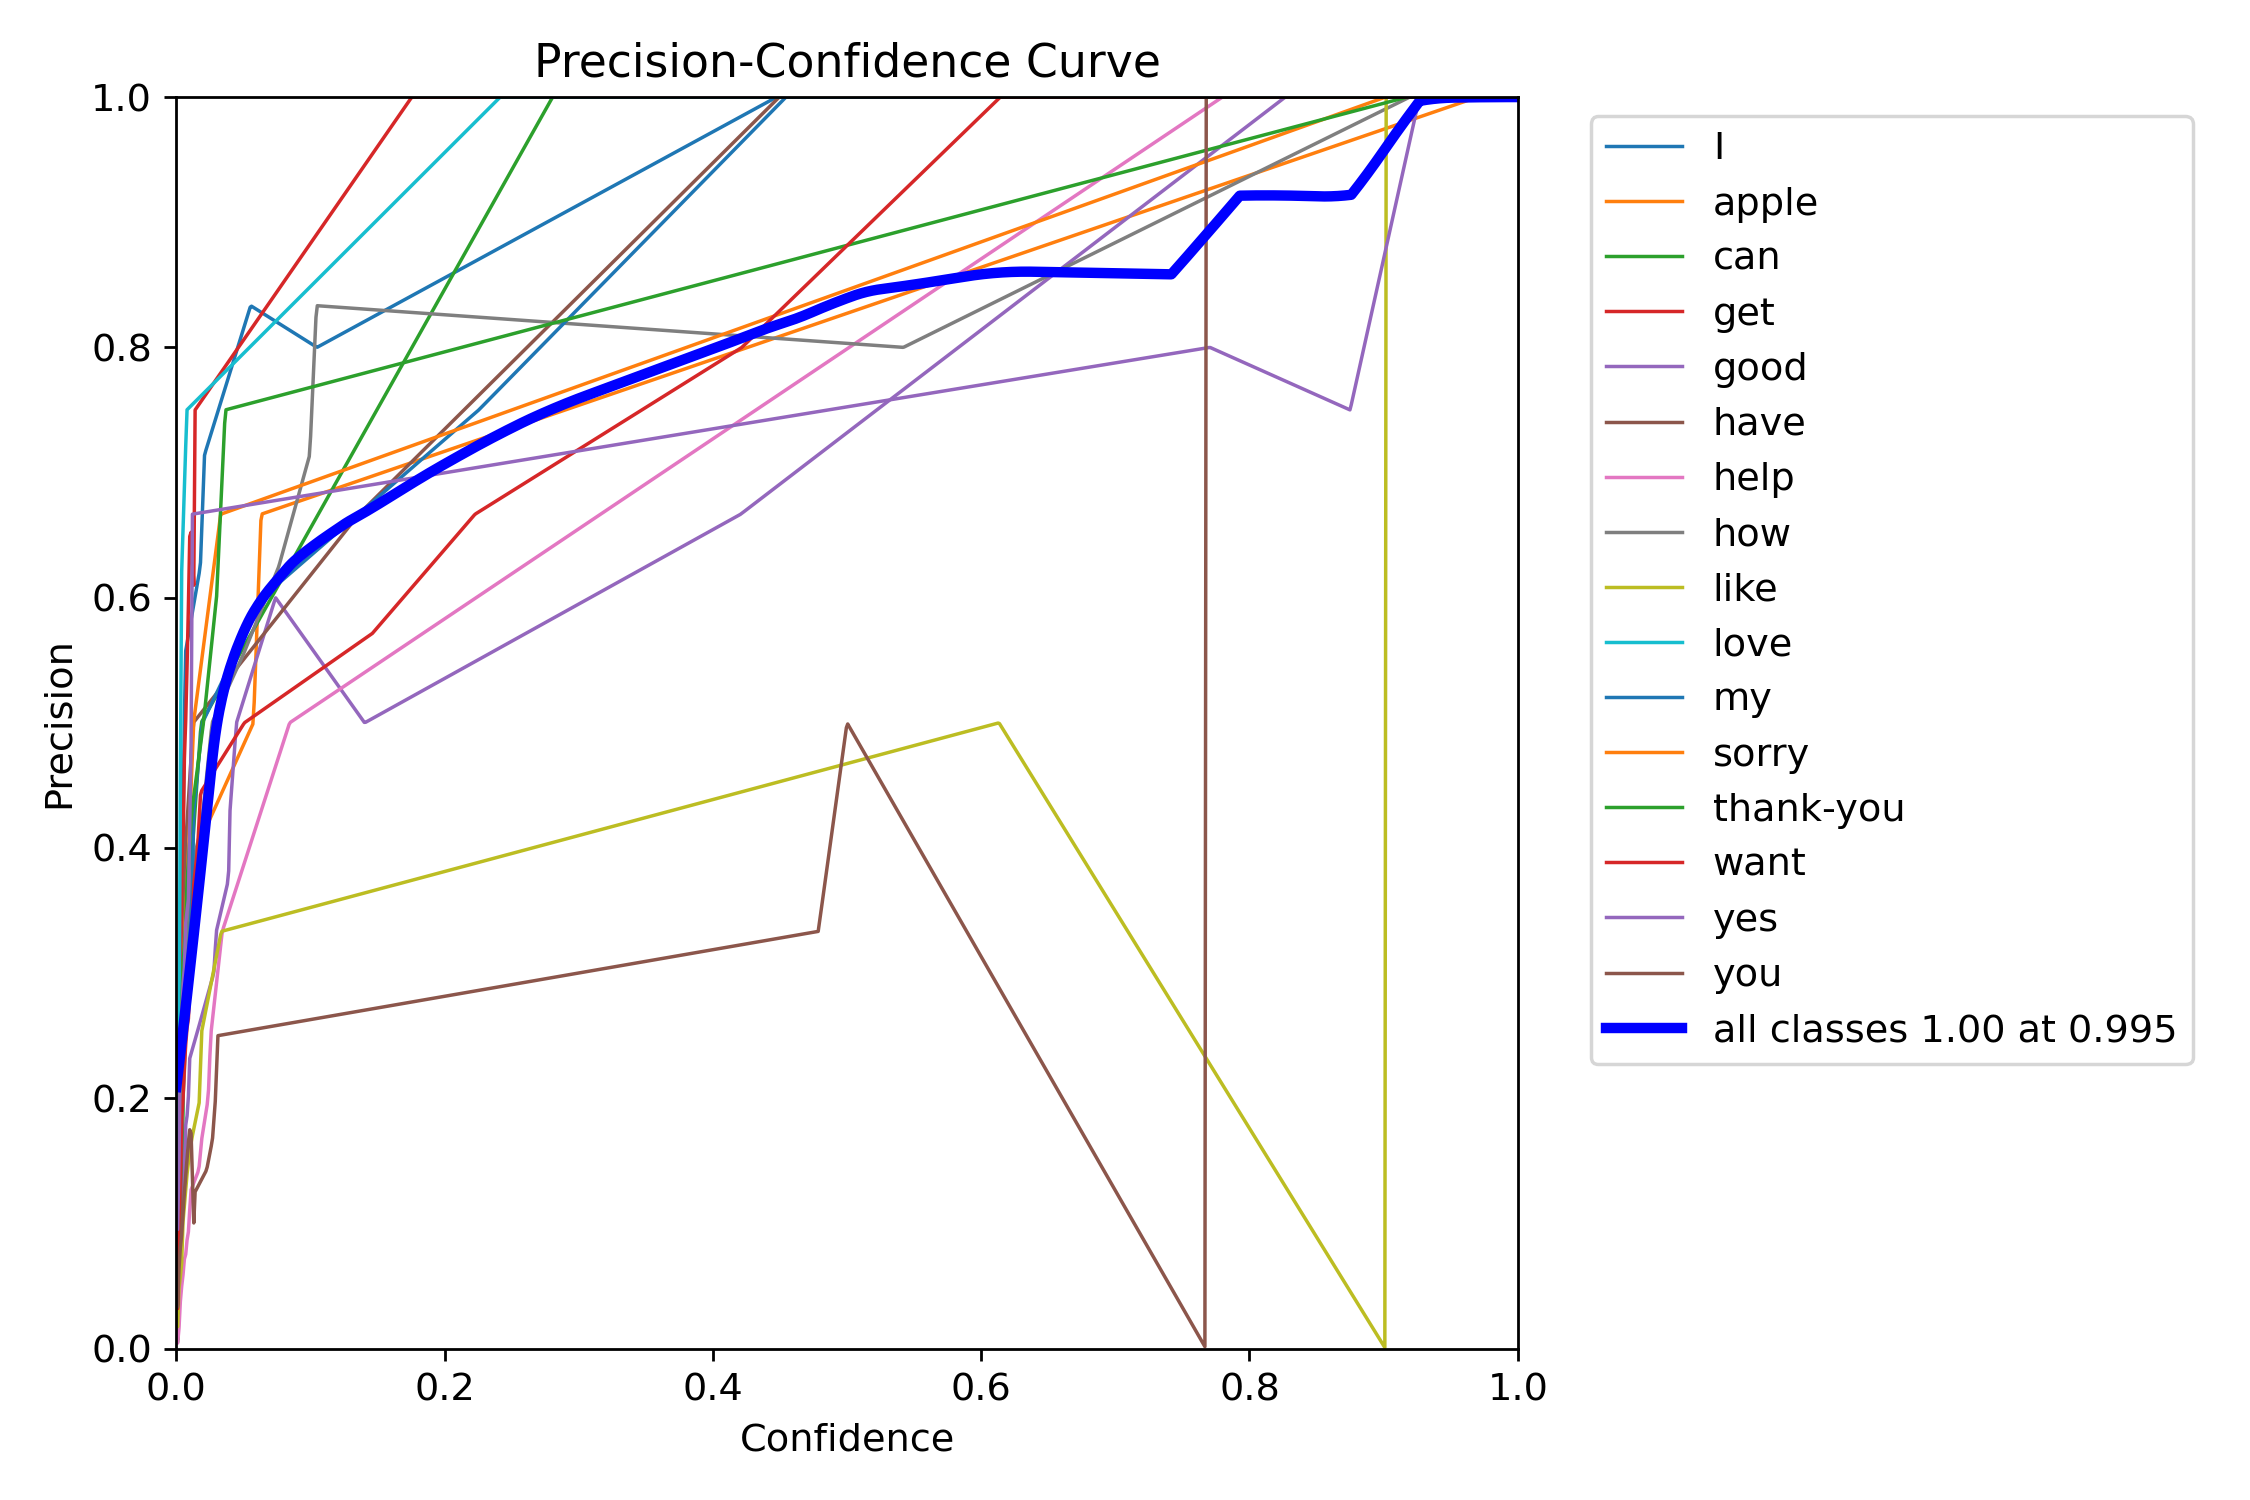 Precision-Confidence Curve
1.0
0.8
0.6
0.4
0.2
0.0
Precision
0.0 0.2 0.4 0.6 0.8 1.0
Confidence
I
apple
can
get
good
have
help
how
like
love
my
sorry
thank-you
want
yes
you
all classes 1.00 at 0.995